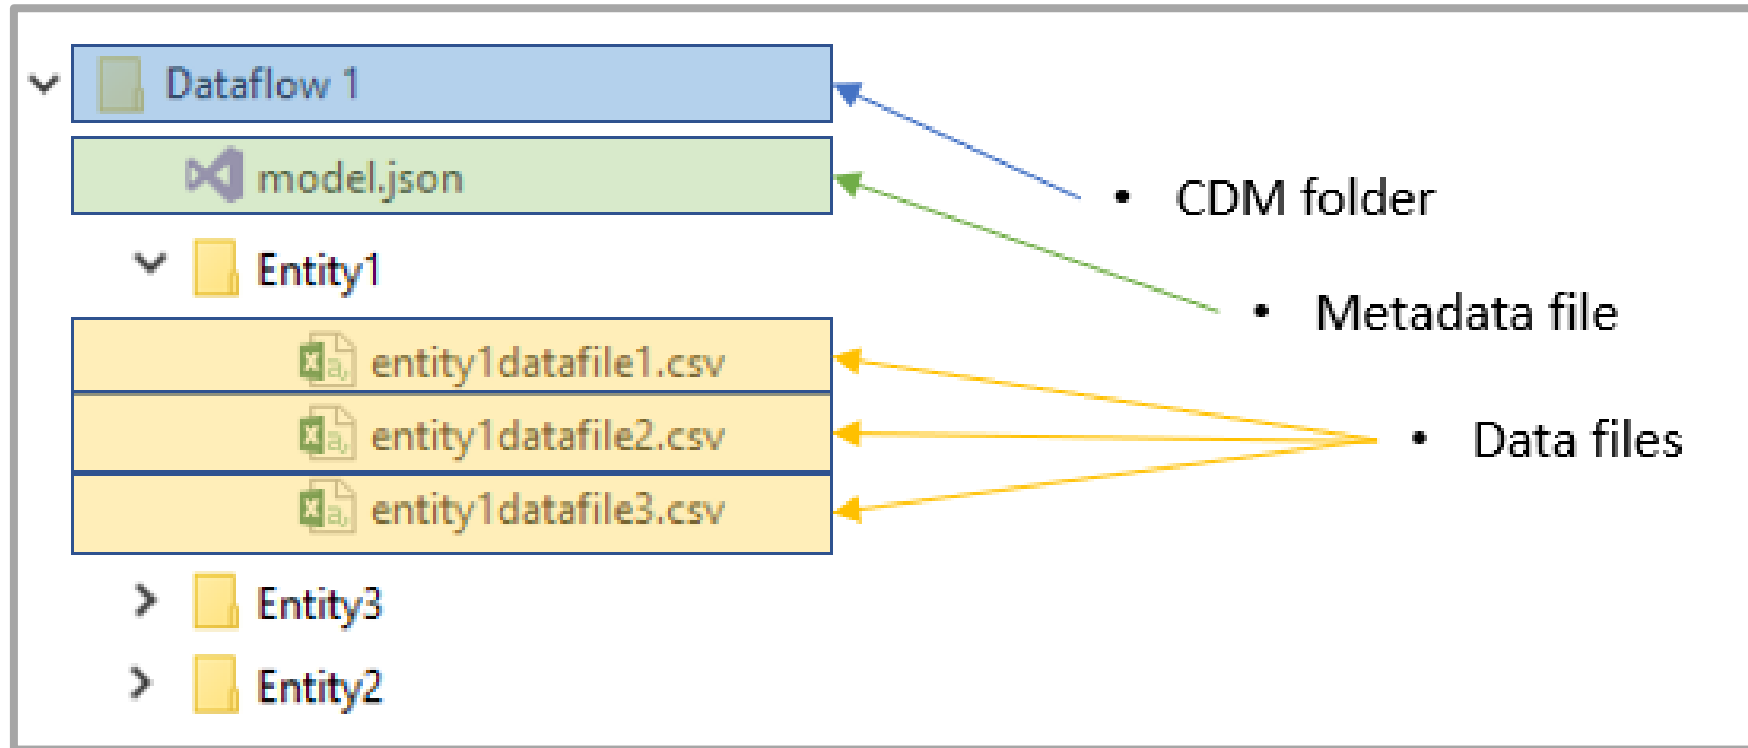 Dataflow 1
model.json
Entity1
entity1datafile1.csv
entity1datafile2.csv
entity1datafile3.csv
Entity3
Entity2
• CDM folder
• Metadata file
• Data files